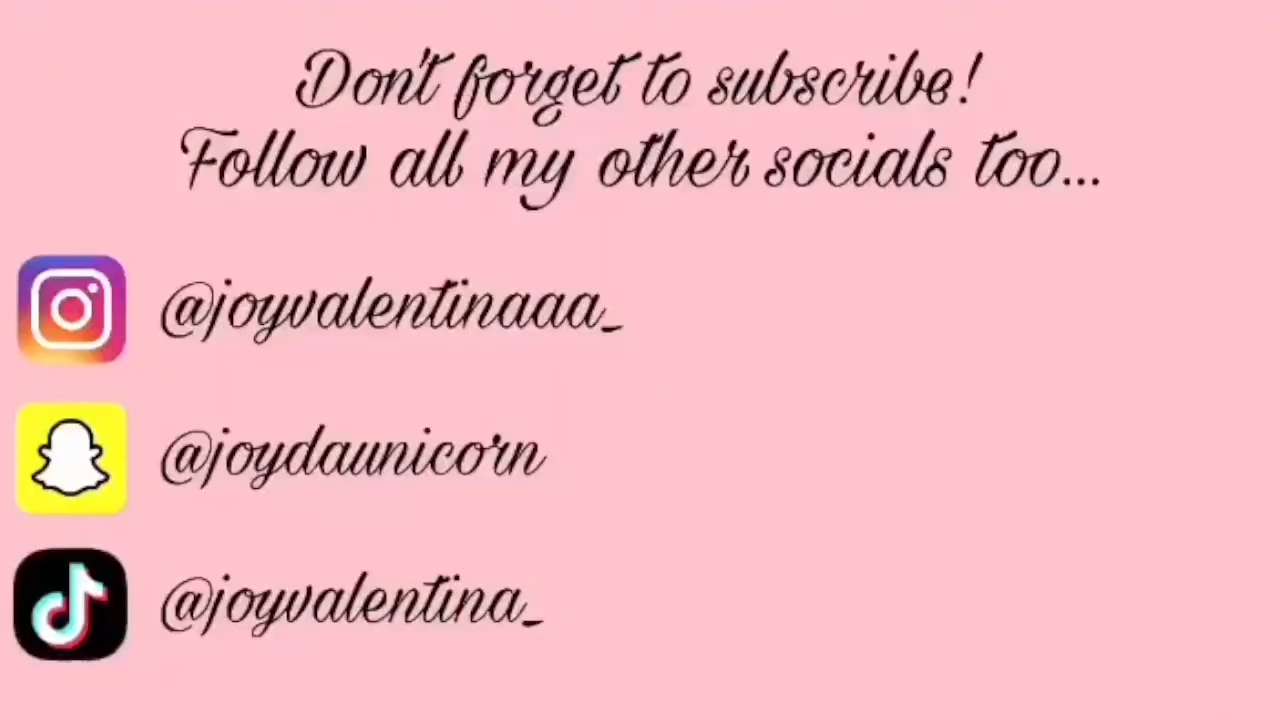 Don't forget to subscribe!
Follow all my other socials too...
@joyvalentinaaa_
@joydaunicorn
@joyvalentina_